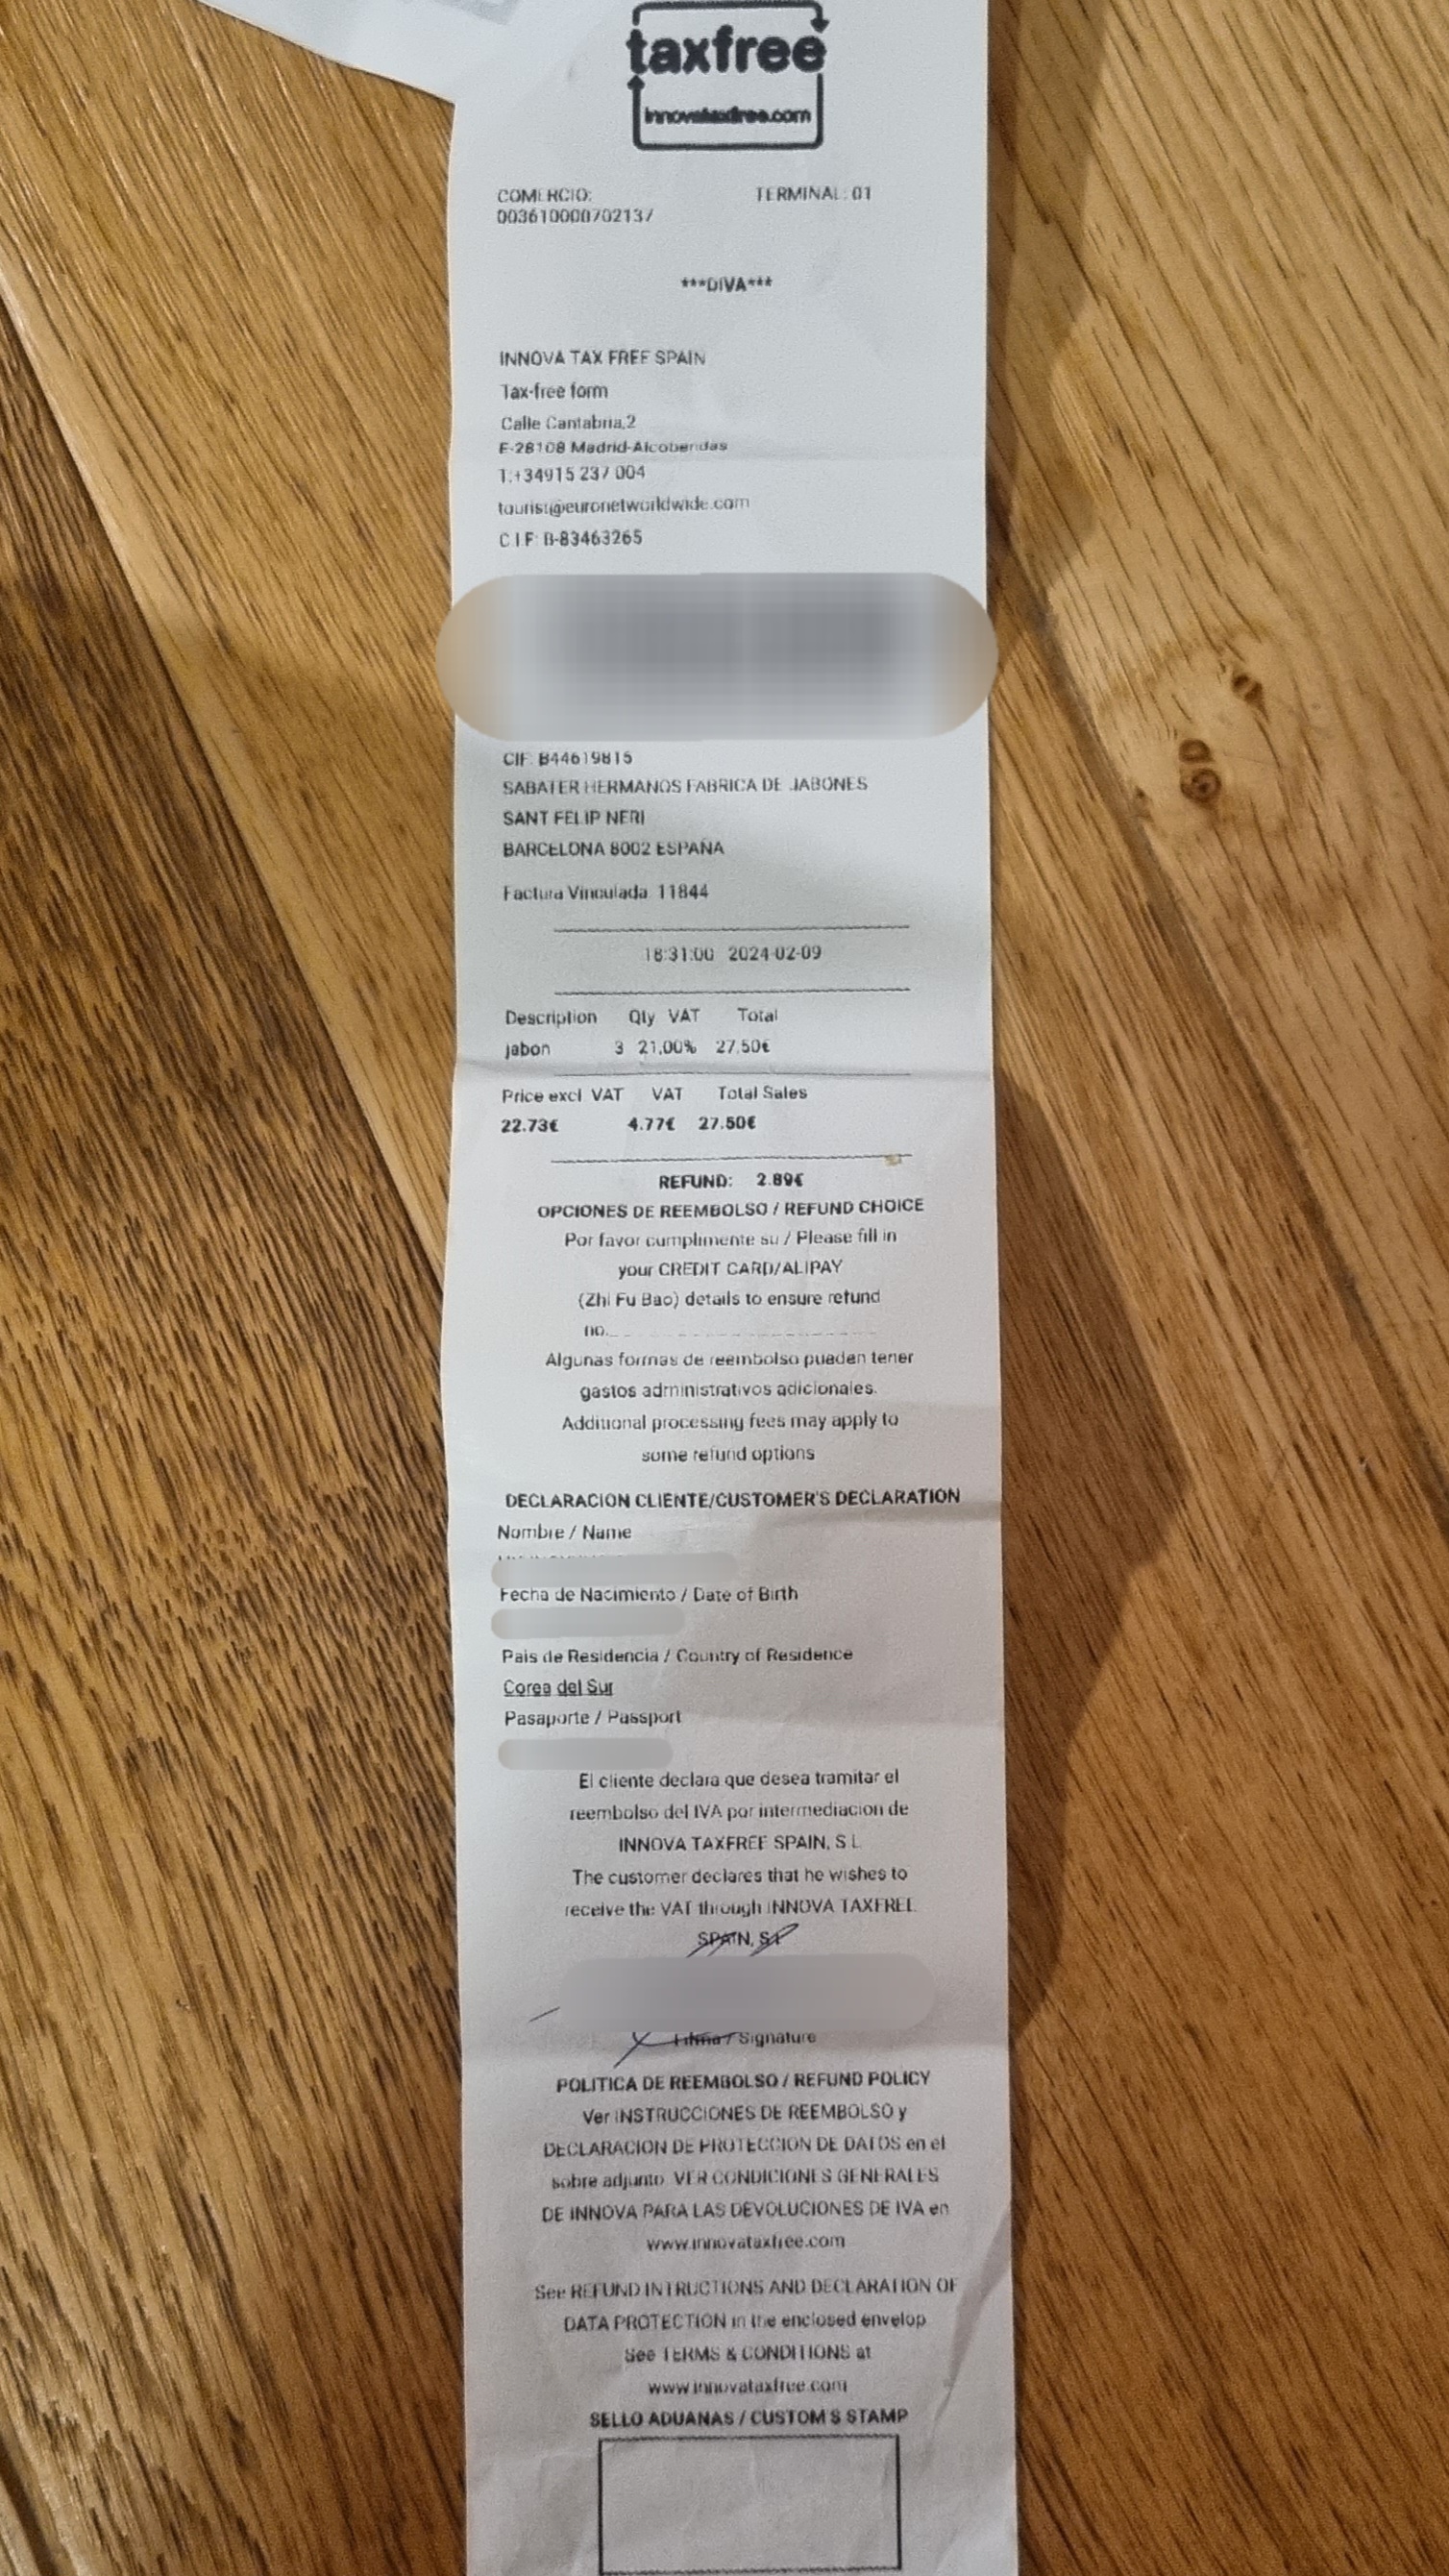 taxfree
innovataxfree.com
COMERCIO: TERMINAL: 01
003610000702137
***DIVA***
INNOVA TAX FREE SPAIN
Tax-free form
Calle Cantabria,2
E-28108 Madrid-Alcobendas
T:+34915 237 004
tourist@euronetworldwide.com
C I F: B-83463265
CIF: B44619815
SABATER HERMANOS FABRICA DE JABONES
SANT FELIP NERI
BARCELONA 8002 ESPAÑA
Factura Vinculada 11844
18:31:00 2024-02-09
Description Qty VAT Total
jabon 3 21,00% 27,50€
Price excl VAT VAT Total Sales
22.73€ 4.77€ 27.50€
REFUND: 2.89€
OPCIONES DE REEMBOLSO / REFUND CHOICE
Por favor cumplimente su / Please fill in
your CREDIT CARD/ALIPAY
(Zhi Fu Bao) details to ensure refund
no.
Algunas formas de reembolso pueden tener
gastos administrativos adicionales.
Additional processing fees may apply to
some refund options
DECLARACION CLIENTE/CUSTOMER'S DECLARATION
Nombre / Name
Fecha de Nacimiento / Date of Birth
Pais de Residencia / Country of Residence
Corea del Sur
Pasaporte / Passport
El cliente declara que desea tramitar el
reembolso del IVA por intermediacion de
INNOVA TAXFREE SPAIN, S L
The customer declares that he wishes to
receive the VAT through INNOVA TAXFREE
SPAIN, S L
Firma / Signature
POLITICA DE REEMBOLSO / REFUND POLICY
Ver INSTRUCCIONES DE REEMBOLSO y
DECLARACION DE PROTECCION DE DATOS en el
sobre adjunto. VER CONDICIONES GENERALES
DE INNOVA PARA LAS DEVOLUCIONES DE IVA en
www.innovataxfree.com
See REFUND INTRUCTIONS AND DECLARATION OF
DATA PROTECTION in the enclosed envelop
See TERMS & CONDITIONS at
www.innovataxfree.com
SELLO ADUANAS / CUSTOM'S STAMP